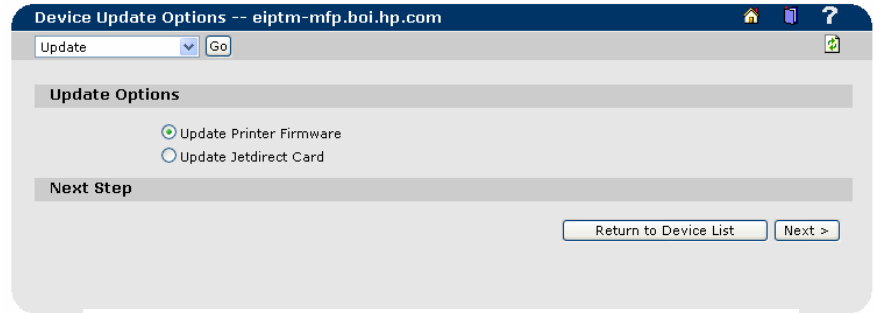 Device Update Options -- eiptm-mfp.boi.hp.com ?
Update Go
Update Options
Update Printer Firmware
Update Jetdirect Card
Next Step
Return to Device List Next >